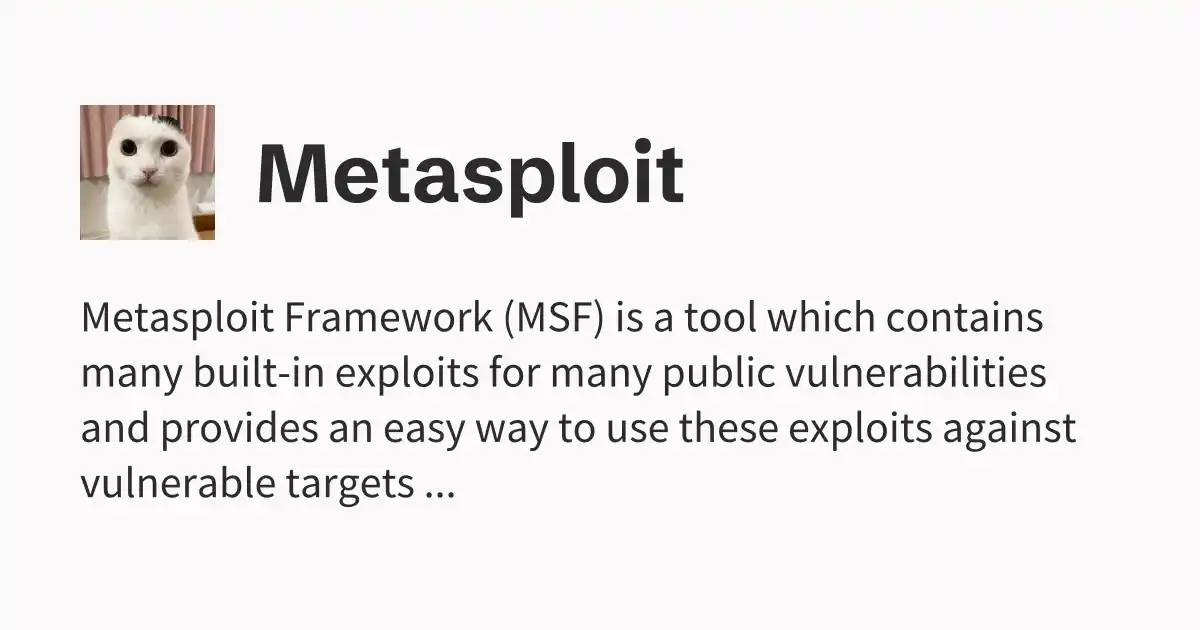 Metasploit
Metasploit Framework (MSF) is a tool which contains
many built-in exploits for many public vulnerabilities
and provides an easy way to use these exploits against
vulnerable targets ...